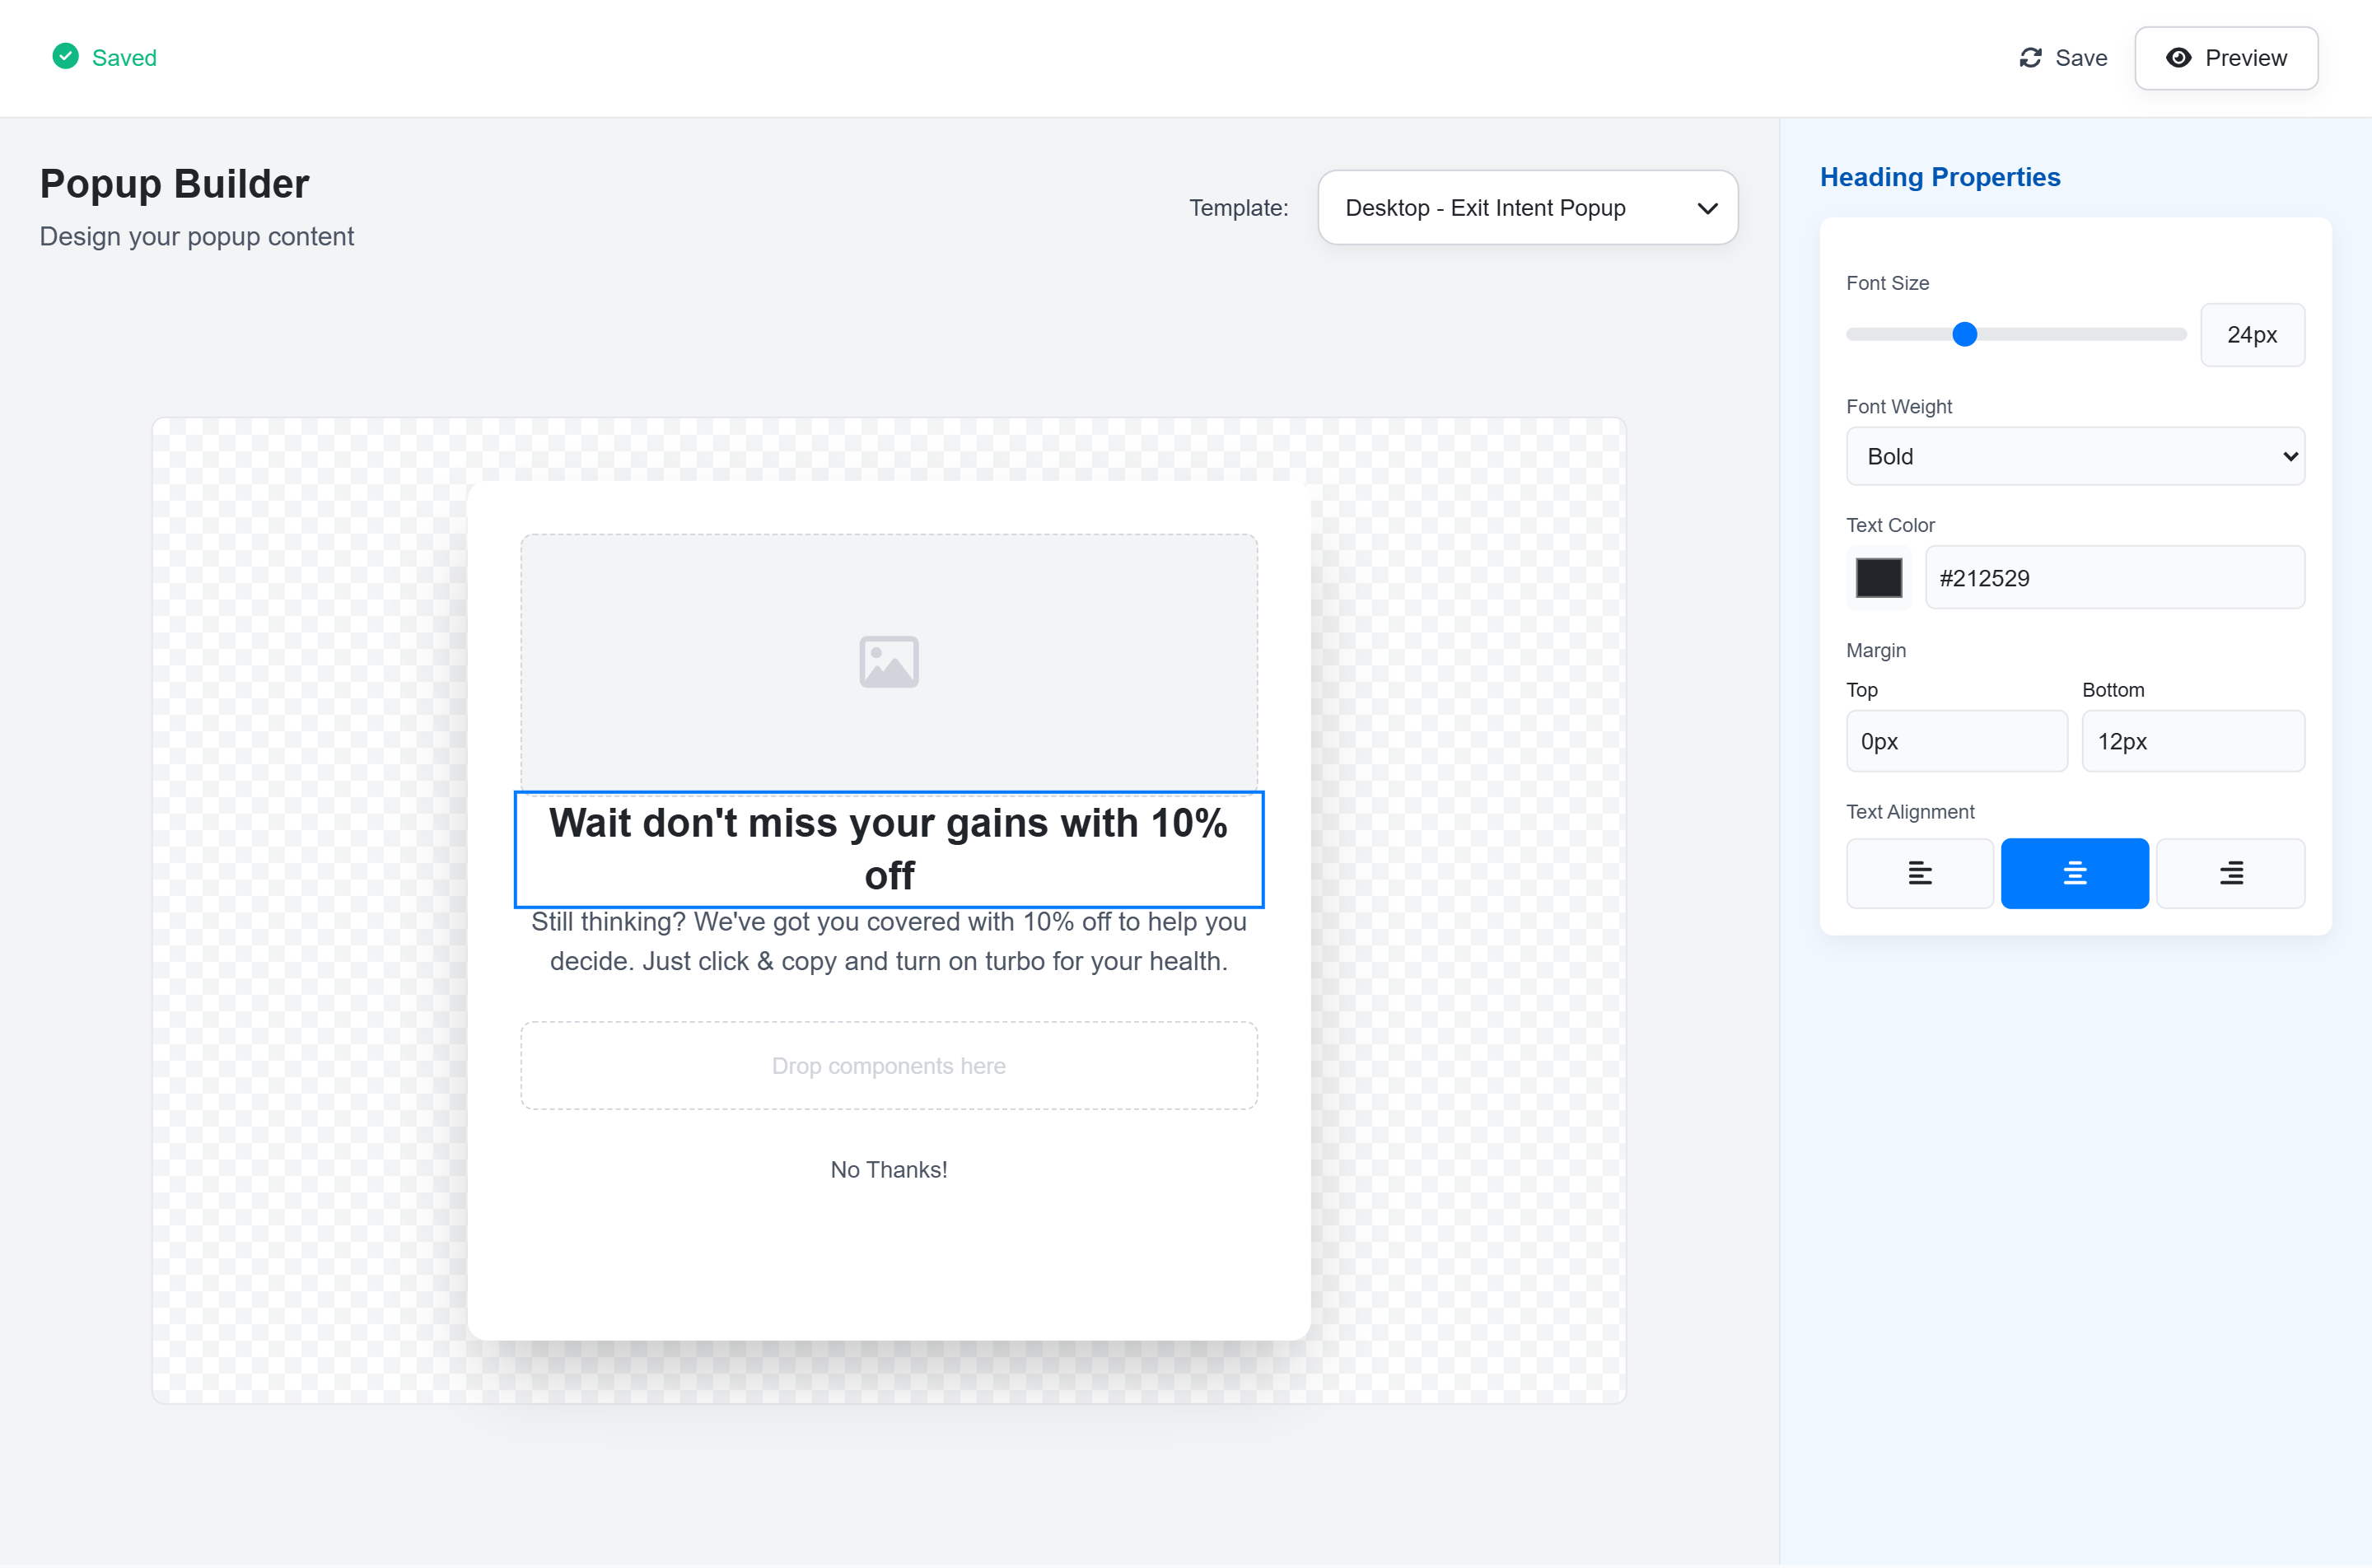 Saved
Save
Preview
Popup Builder
Design your popup content
Template:
Desktop - Exit Intent Popup
Wait don't miss your gains with 10%
off
Still thinking? We've got you covered with 10% off to help you
decide. Just click & copy and turn on turbo for your health.
Drop components here
No Thanks!
Heading Properties
Font Size
24px
Font Weight
Bold
Text Color
#212529
Margin
Top
Bottom
0px
12px
Text Alignment